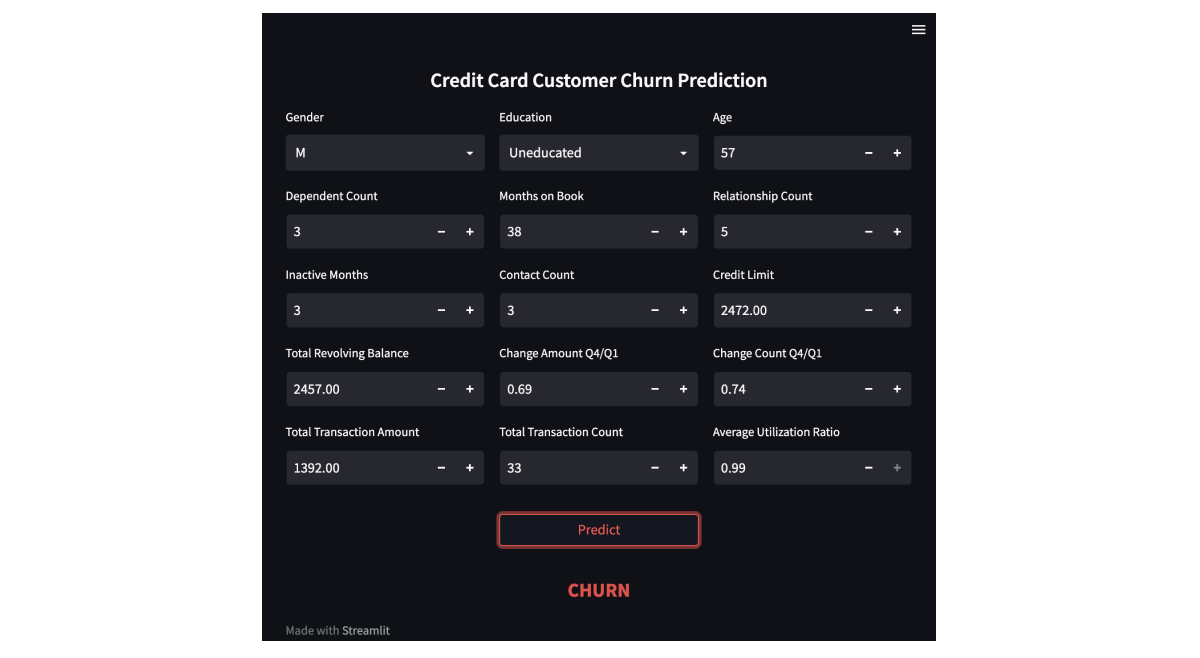 Credit Card Customer Churn Prediction
Gender Education Age
M Uneducated 57
Dependent Count Months on Book Relationship Count
3 38 5
Inactive Months Contact Count Credit Limit
3 3 2472.00
Total Revolving Balance Change Amount Q4/Q1 Change Count Q4/Q1
2457.00 0.69 0.74
Total Transaction Amount Total Transaction Count Average Utilization Ratio
1392.00 33 0.99
Predict
CHURN
Made with Streamlit